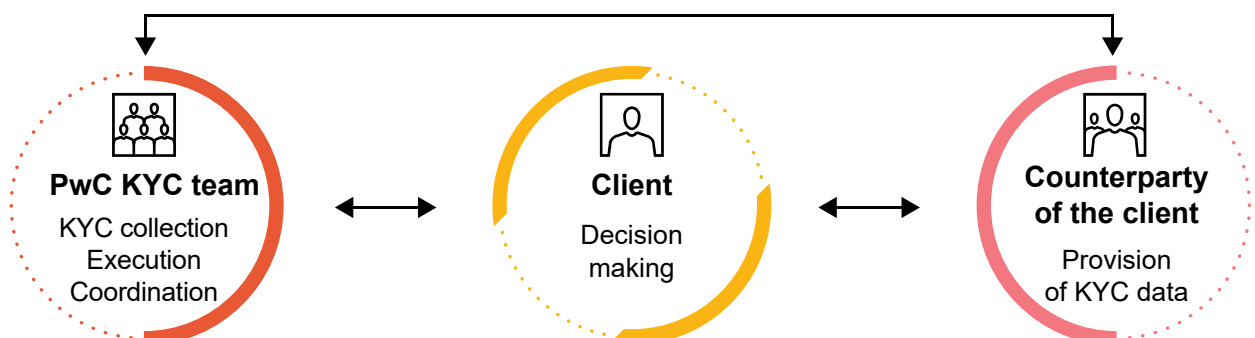 PwC KYC team
KYC collection
Execution
Coordination
Client
Decision
making
Counterparty
of the client
Provision
of KYC data